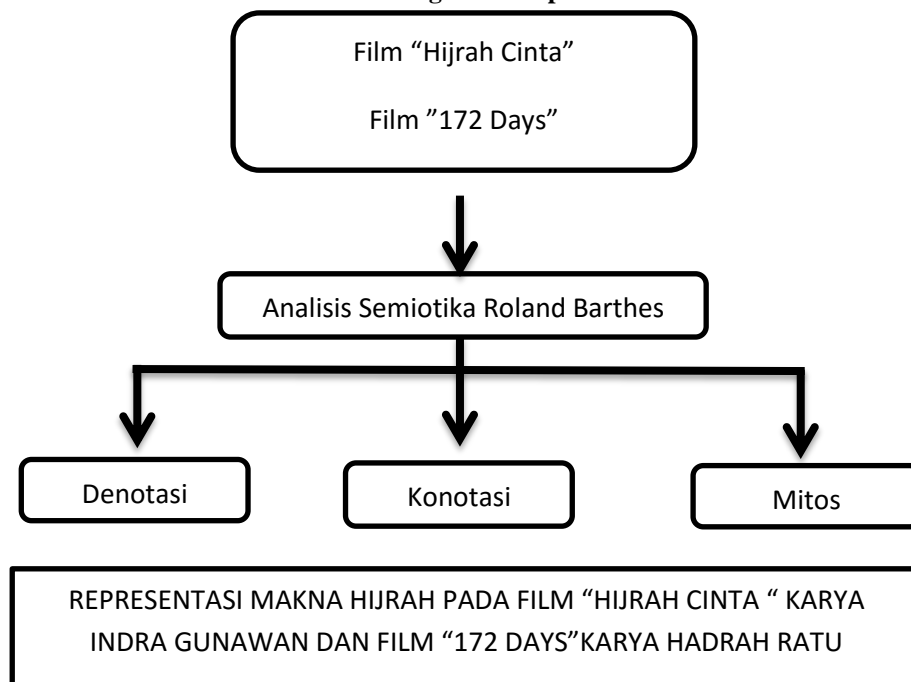 Film “Hijrah Cinta”
Film ”172 Days”
Analisis Semiotika Roland Barthes
Denotasi
Konotasi
Mitos
REPRESENTASI MAKNA HIJRAH PADA FILM “HIJRAH CINTA “ KARYA
INDRA GUNAWAN DAN FILM “172 DAYS”KARYA HADRAH RATU